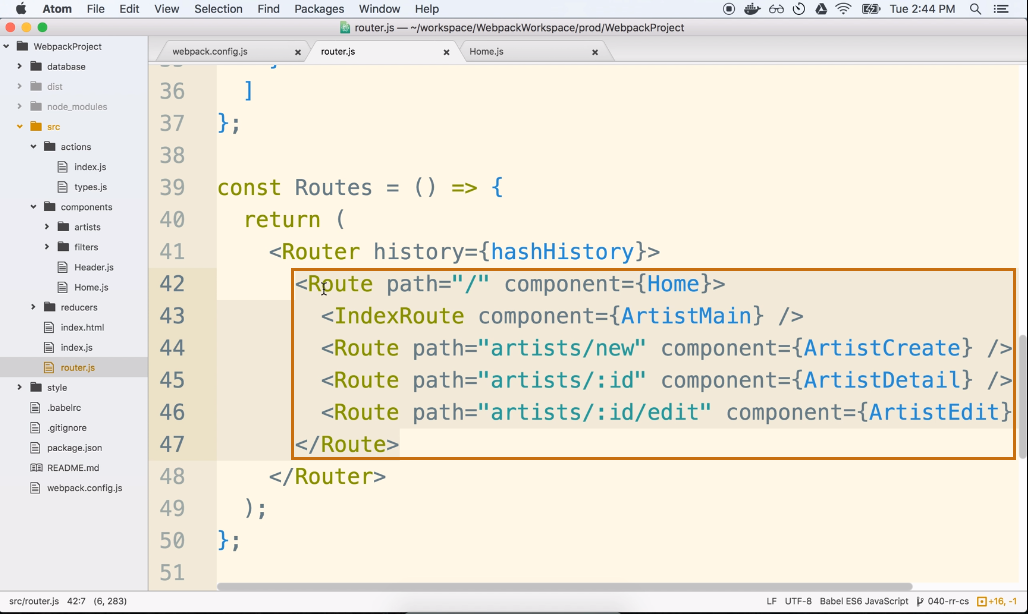 Atom File Edit View Selection Find Packages Window Help Tue 2:44 PM
router.js — ~/workspace/WebpackWorkspace/prod/WebpackProject
WebpackProject
database
dist
node_modules
src
actions
index.js
types.js
components
artists
filters
Header.js
Home.js
reducers
index.html
index.js
router.js
style
.babelrc
.gitignore
package.json
README.md
webpack.config.js
webpack.config.js router.js Home.js
36 ]
37 };
38
39 const Routes = () => {
40 return (
41 <Router history={hashHistory}>
42 <Route path="/" component={Home}>
43 <IndexRoute component={ArtistMain} />
44 <Route path="artists/new" component={ArtistCreate} />
45 <Route path="artists/:id" component={ArtistDetail} />
46 <Route path="artists/:id/edit" component={ArtistEdit}
47 </Route>
48 </Router>
49 );
50 };
51
src/router.js 42:7 (6, 283) LF UTF-8 Babel ES6 JavaScript 040-rr-cs +16, -1